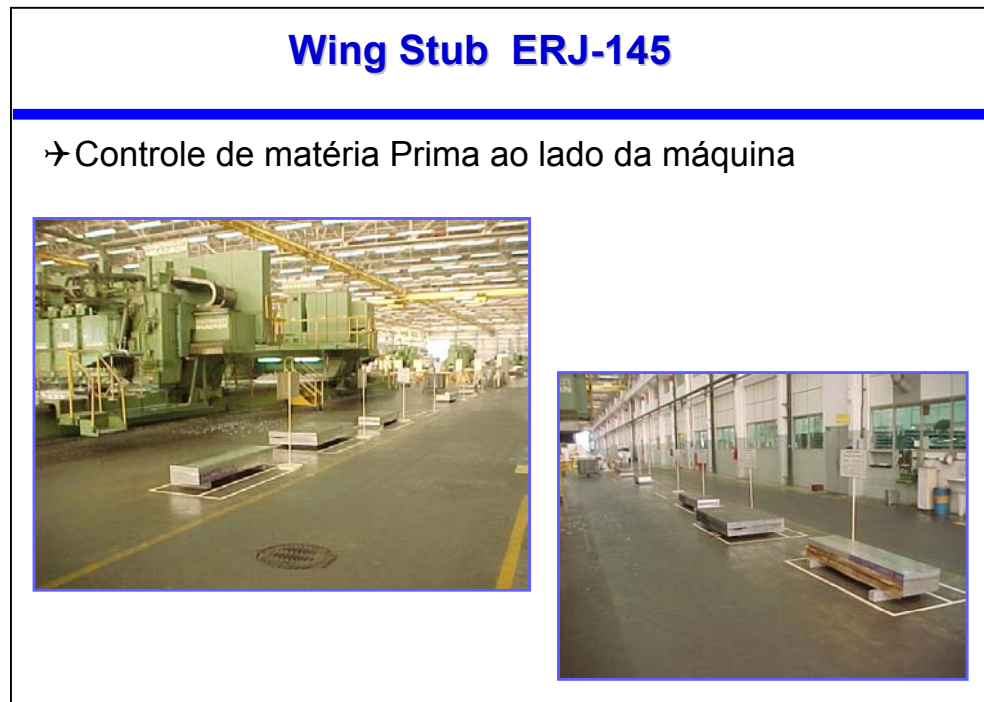 Wing Stub ERJ-145
✈Controle de matéria Prima ao lado da máquina